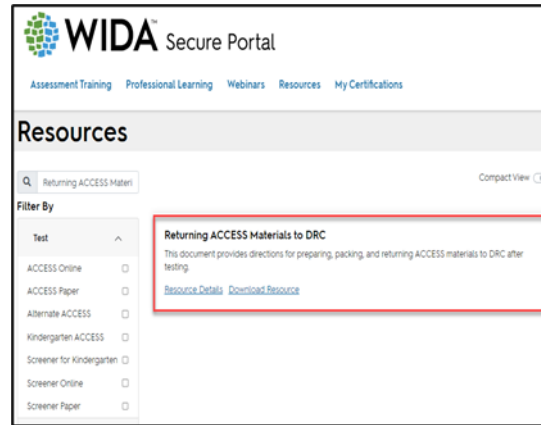 WIDA™ Secure Portal
Assessment Training Professional Learning Webinars Resources My Certifications
Resources
Returning ACCESS Materi
Compact View
Filter By
Test
ACCESS Online
ACCESS Paper
Alternate ACCESS
Kindergarten ACCESS
Screener for Kindergarten
Screener Online
Screener Paper
Returning ACCESS Materials to DRC
This document provides directions for preparing, packing, and returning ACCESS materials to DRC after
testing.
Resource Details Download Resource